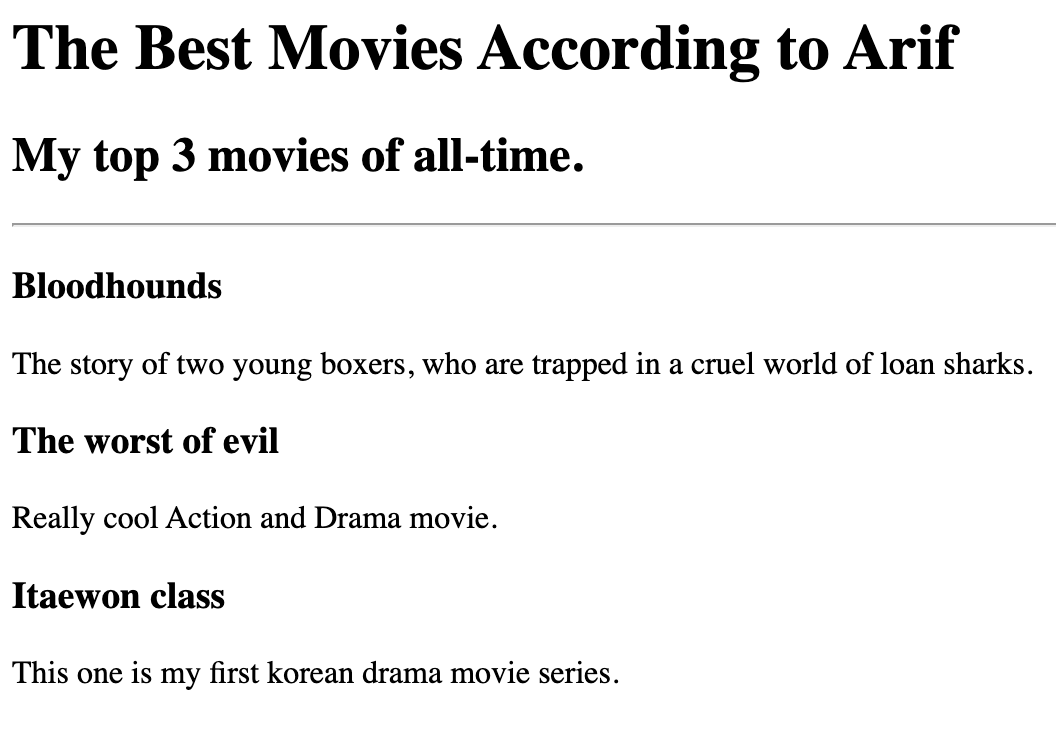 The Best Movies According to Arif
My top 3 movies of all-time.
Bloodhounds
The story of two young boxers, who are trapped in a cruel world of loan sharks.
The worst of evil
Really cool Action and Drama movie.
Itaewon class
This one is my first korean drama movie series.